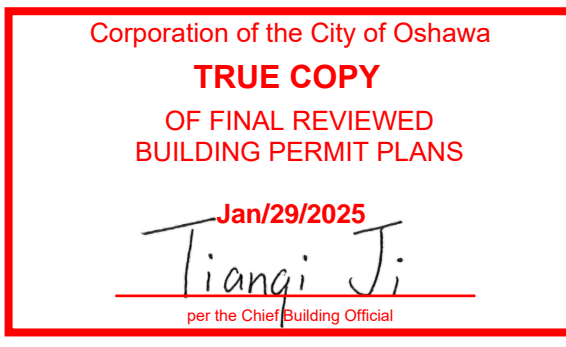 Corporation of the City of Oshawa
TRUE COPY
OF FINAL REVIEWED
BUILDING PERMIT PLANS
Jan/29/2025
Tianqi Ji
per the Chief Building Official